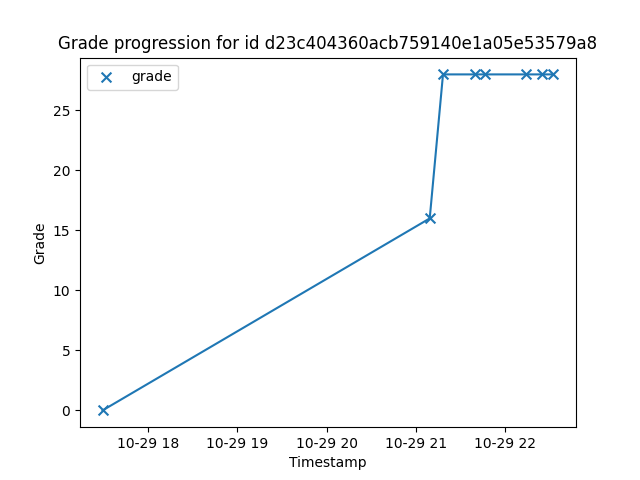 Grade progression for id d23c404360acb759140e1a05e53579a8
grade
25
20
15
10
5
0
Grade
10-29 18 10-29 19 10-29 20 10-29 21 10-29 22
Timestamp